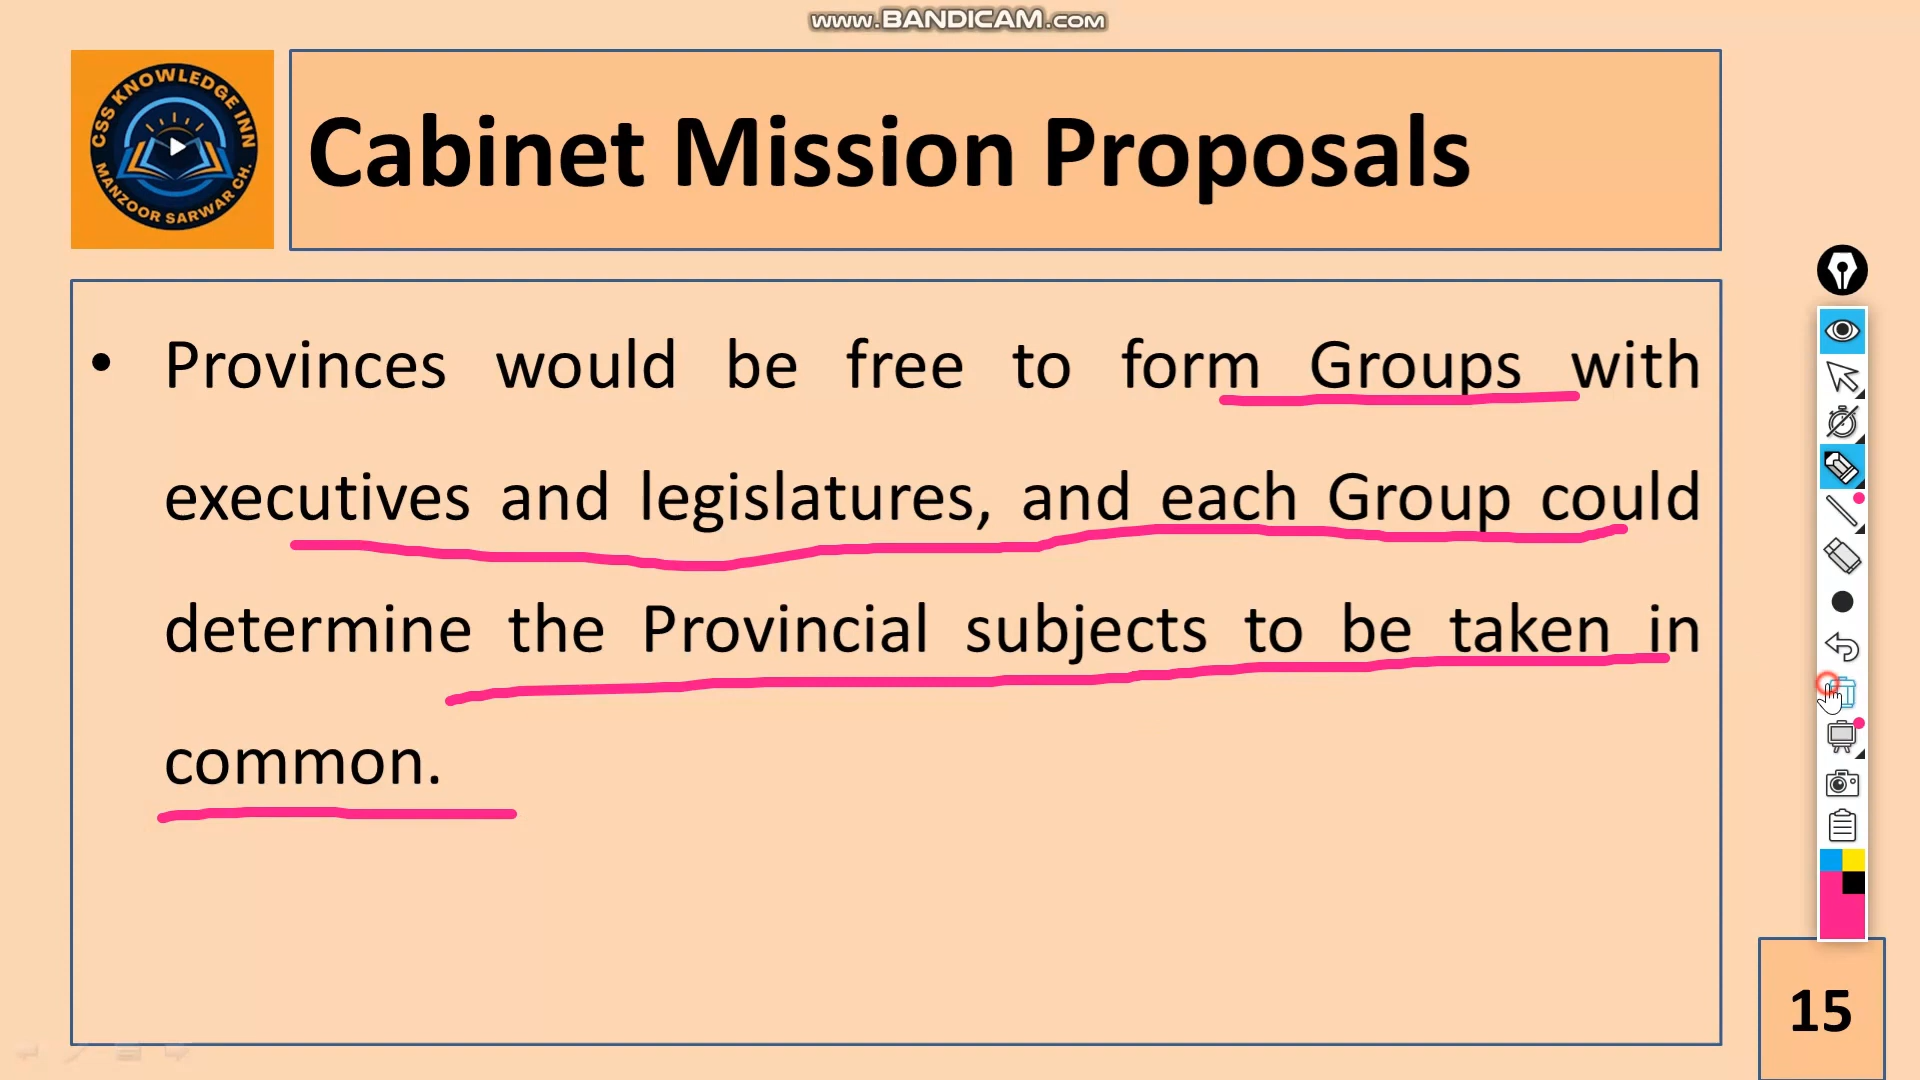 www.BANDICAM.com
CSS KNOWLEDGE INN
MANZOOR SARWAR CH.
Cabinet Mission Proposals
• Provinces would be free to form Groups with
executives and legislatures, and each Group could
determine the Provincial subjects to be taken in
common.
15